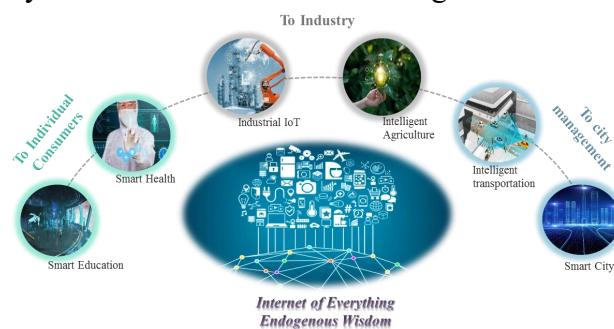 To Industry
To Individual
Consumers
To city
management
Industrial IoT
Intelligent
Agriculture
Smart Health
Intelligent
transportation
Smart Education
Smart City
Internet of Everything
Endogenous Wisdom